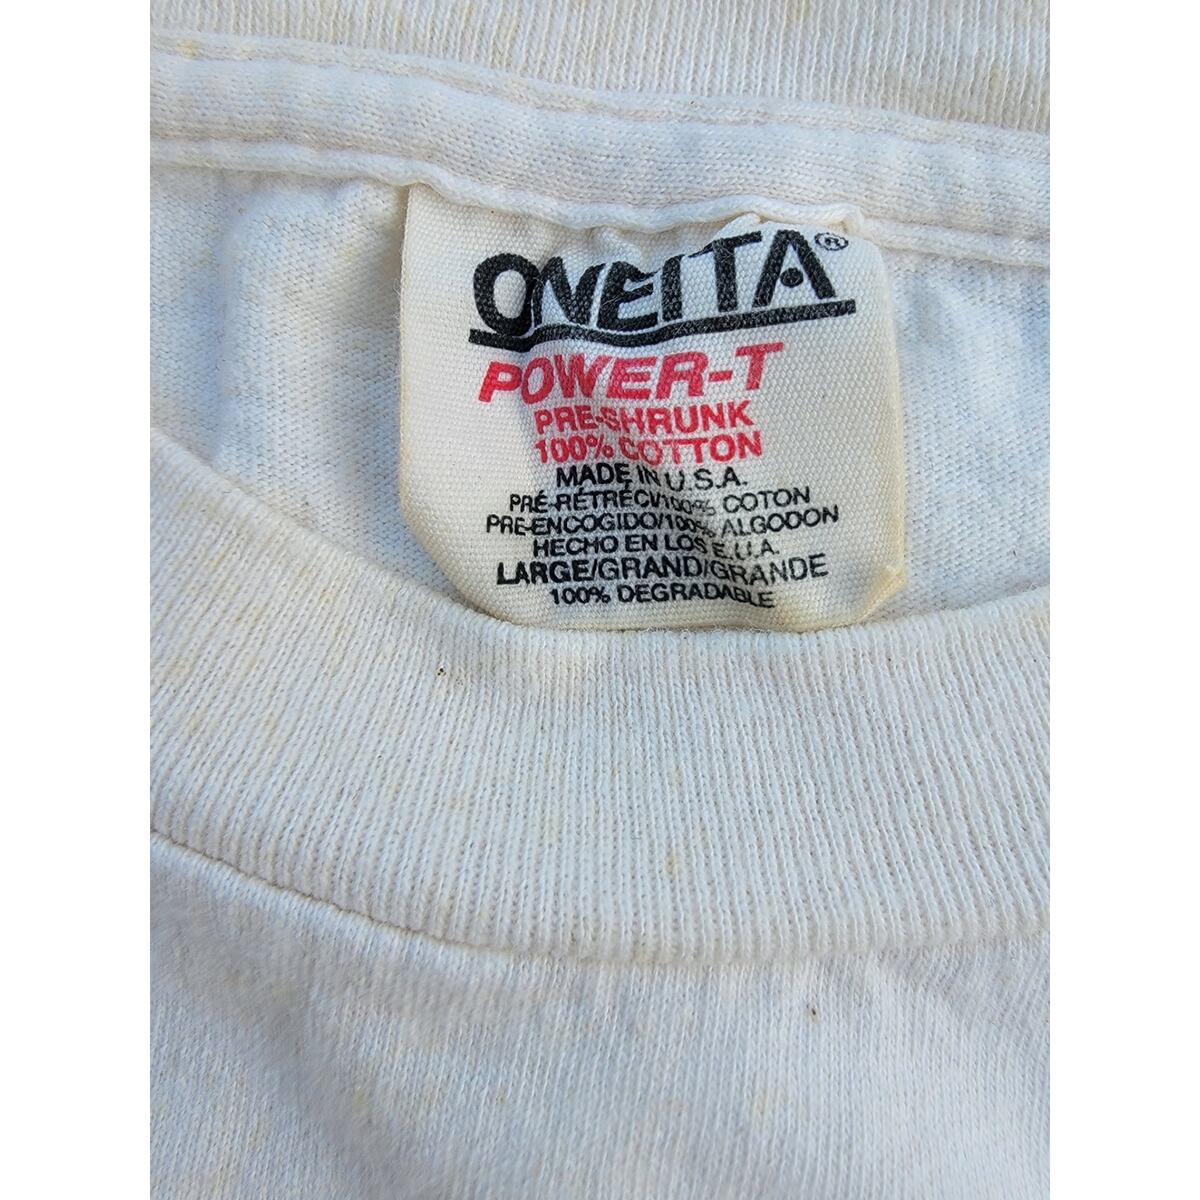 ONEITA®
POWER-T
PRE-SHRUNK
100% COTTON
MADE IN U.S.A.
PRÉ-RÉTRÉCI/100% COTON
PRE-ENCOGIDO/100% ALGODON
HECHO EN LOS E.U.A.
LARGE/GRAND/GRANDE
100% DEGRADABLE